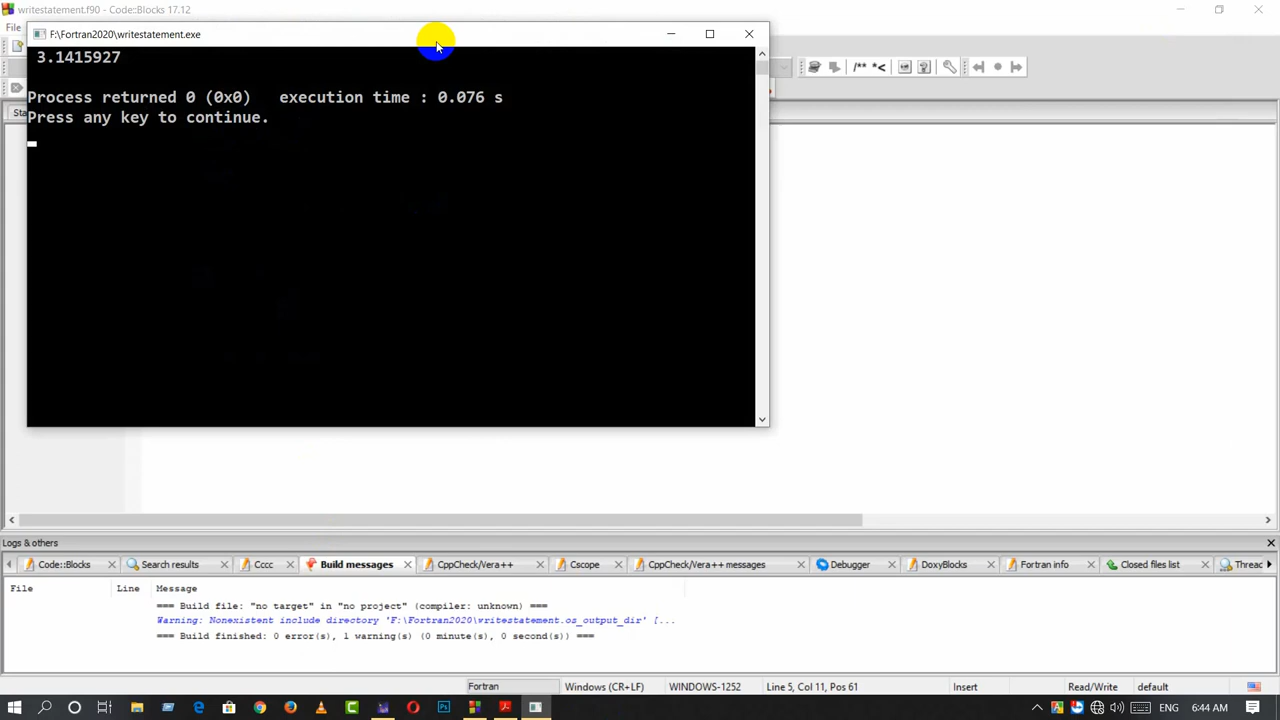 writestatement.f90 - Code::Blocks 17.12
File
F:\Fortran2020\writestatement.exe
3.1415927
Process returned 0 (0x0)   execution time : 0.076 s
Press any key to continue.
/** *<
Sta
Logs & others
Code::Blocks
Search results
Cccc
Build messages
CppCheck/Vera++
Cscope
CppCheck/Vera++ messages
Debugger
DoxyBlocks
Fortran info
Closed files list
Threa
File Line Message
=== Build file: "no target" in "no project" (compiler: unknown) ===
Warning: Nonexistent include directory 'F:\Fortran2020\writestatement.os_output_dir' [...
=== Build finished: 0 error(s), 1 warning(s) (0 minute(s), 0 second(s)) ===
Fortran Windows (CR+LF) WINDOWS-1252 Line 5, Col 11, Pos 61 Insert Read/Write default
ENG 6:44 AM